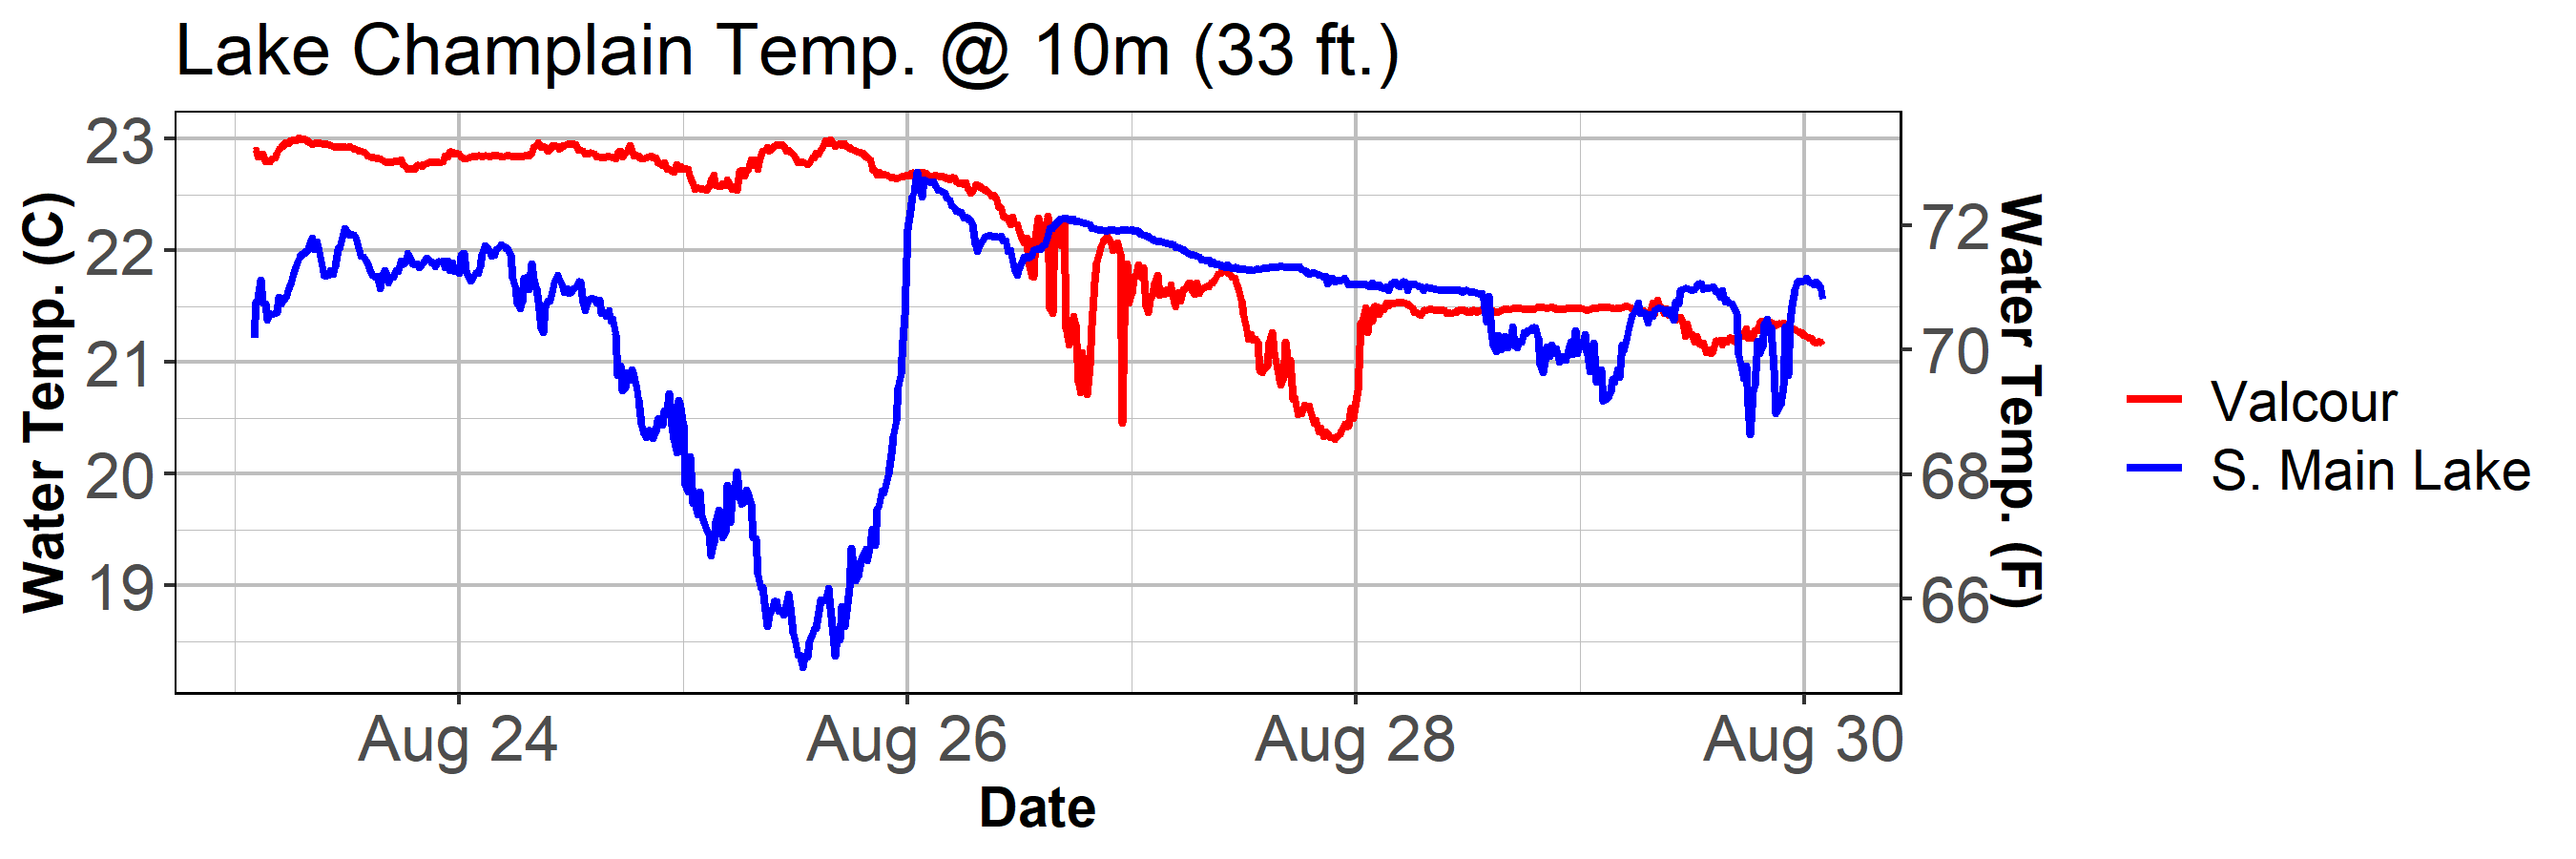 Lake Champlain Temp. @ 10m (33 ft.)
Water Temp. (C)
23
22
21
20
19
72
70
68
66
Water Temp. (F)
Aug 24
Aug 26
Aug 28
Aug 30
Date
Valcour
S. Main Lake